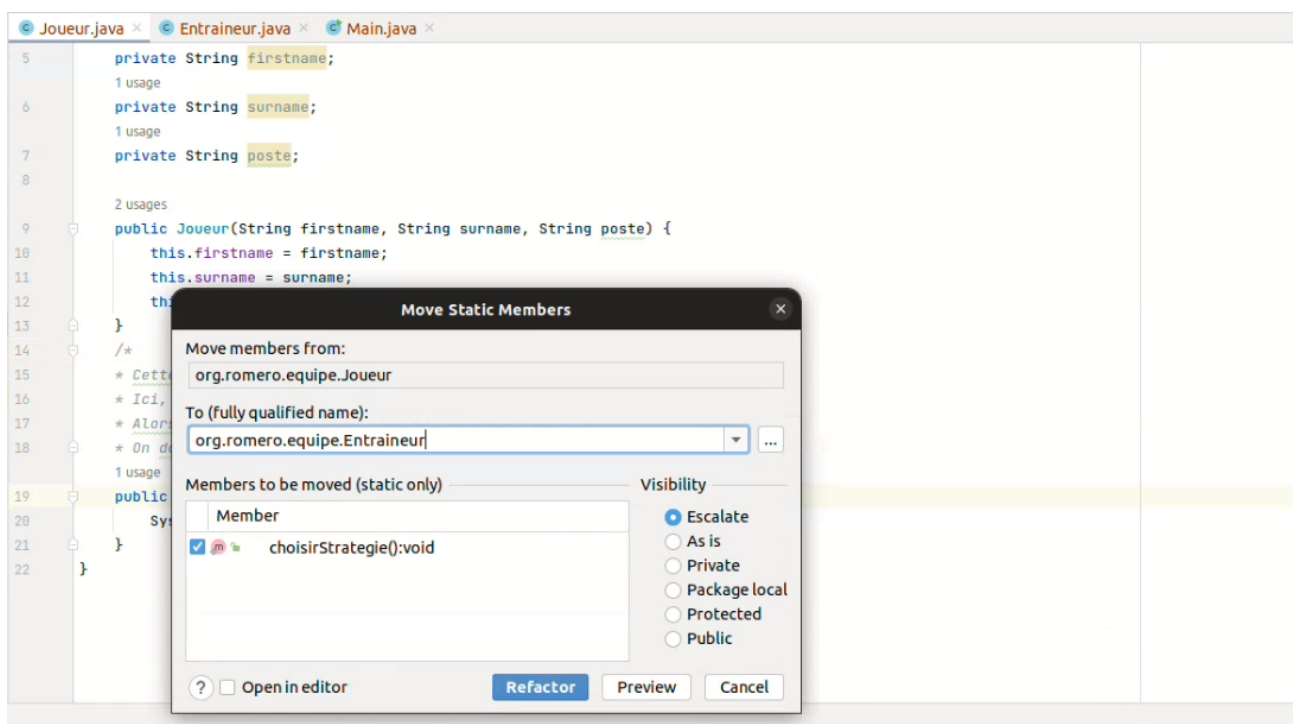 Joueur.java × Entraineur.java × Main.java ×
5 private String firstname;
1 usage
6 private String surname;
1 usage
7 private String poste;
8
2 usages
9 public Joueur(String firstname, String surname, String poste) {
10 this.firstname = firstname;
11 this.surname = surname;
12
13 }
14 /*
15 *
16 * Ici,
17 *
18 * On
1 usage
19 public
20
21 }
22 }
Move Static Members
Move members from:
org.romero.equipe.Joueur
To (fully qualified name):
org.romero.equipe.Entraineur
...
Members to be moved (static only)
Member
choisirStrategie():void
Visibility
Escalate
As is
Private
Package local
Protected
Public
? Open in editor
Refactor Preview Cancel